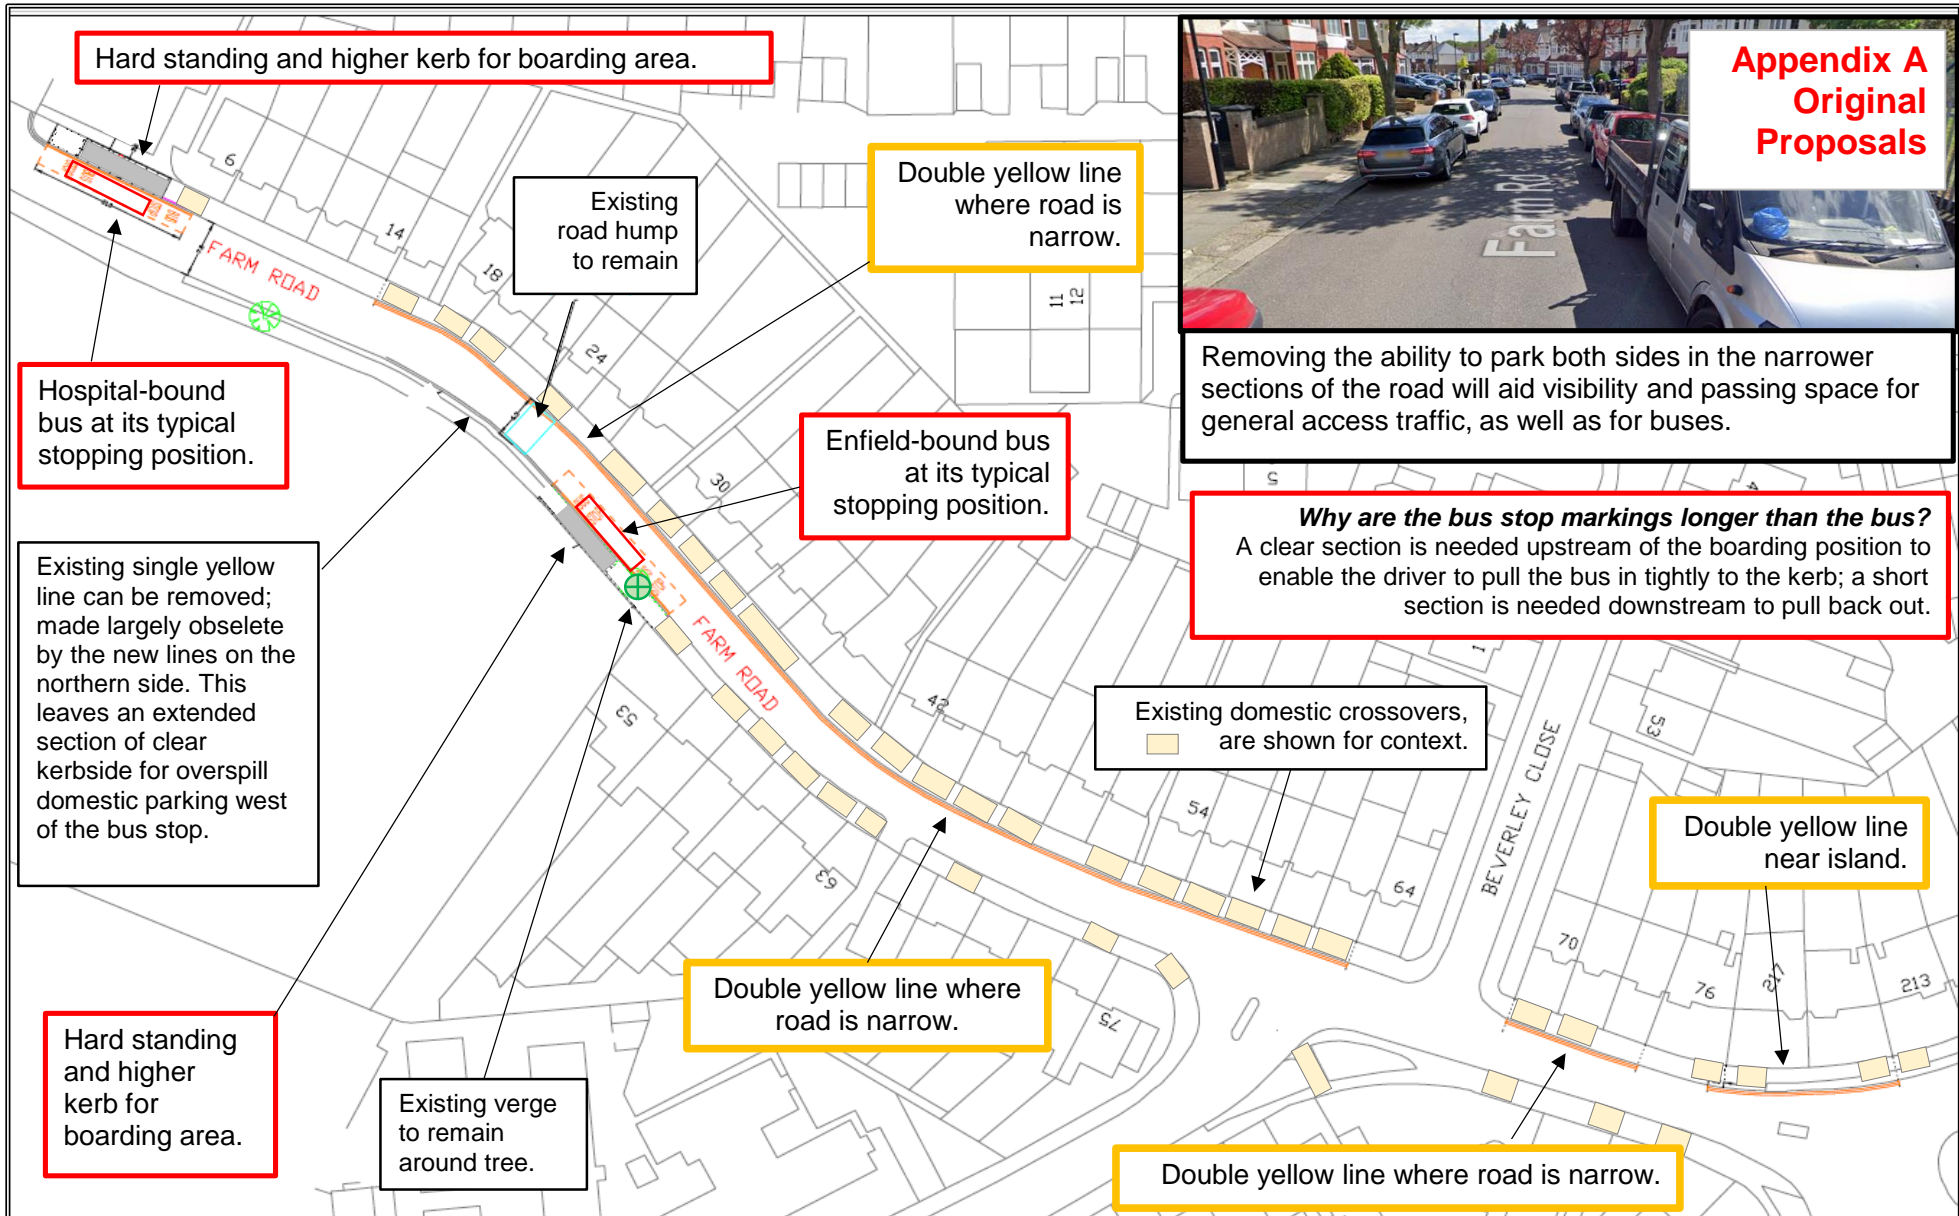 Hard standing and higher kerb for boarding area.
Appendix A
Original
Proposals
Farm Rd
Existing
road hump
to remain
Double yellow line
where road is
narrow.
Removing the ability to park both sides in the narrower
sections of the road will aid visibility and passing space for
general access traffic, as well as for buses.
Hospital-bound
bus at its typical
stopping position.
Enfield-bound bus
at its typical
stopping position.
Why are the bus stop markings longer than the bus?
A clear section is needed upstream of the boarding position to
enable the driver to pull the bus in tightly to the kerb; a short
section is needed downstream to pull back out.
Existing single yellow
line can be removed;
made largely obselete
by the new lines on the
northern side. This
leaves an extended
section of clear
kerbside for overspill
domestic parking west
of the bus stop.
Existing domestic crossovers,
are shown for context.
Double yellow line
near island.
Double yellow line where
road is narrow.
Hard standing
and higher
kerb for
boarding area.
Existing verge
to remain
around tree.
Double yellow line where road is narrow.
FARM ROAD
FARM ROAD
BEVERLEY CLOSE
6
14
18
24
30
42
54
64
70
76
217
213
53
63
75
53
11
12
5
1
4